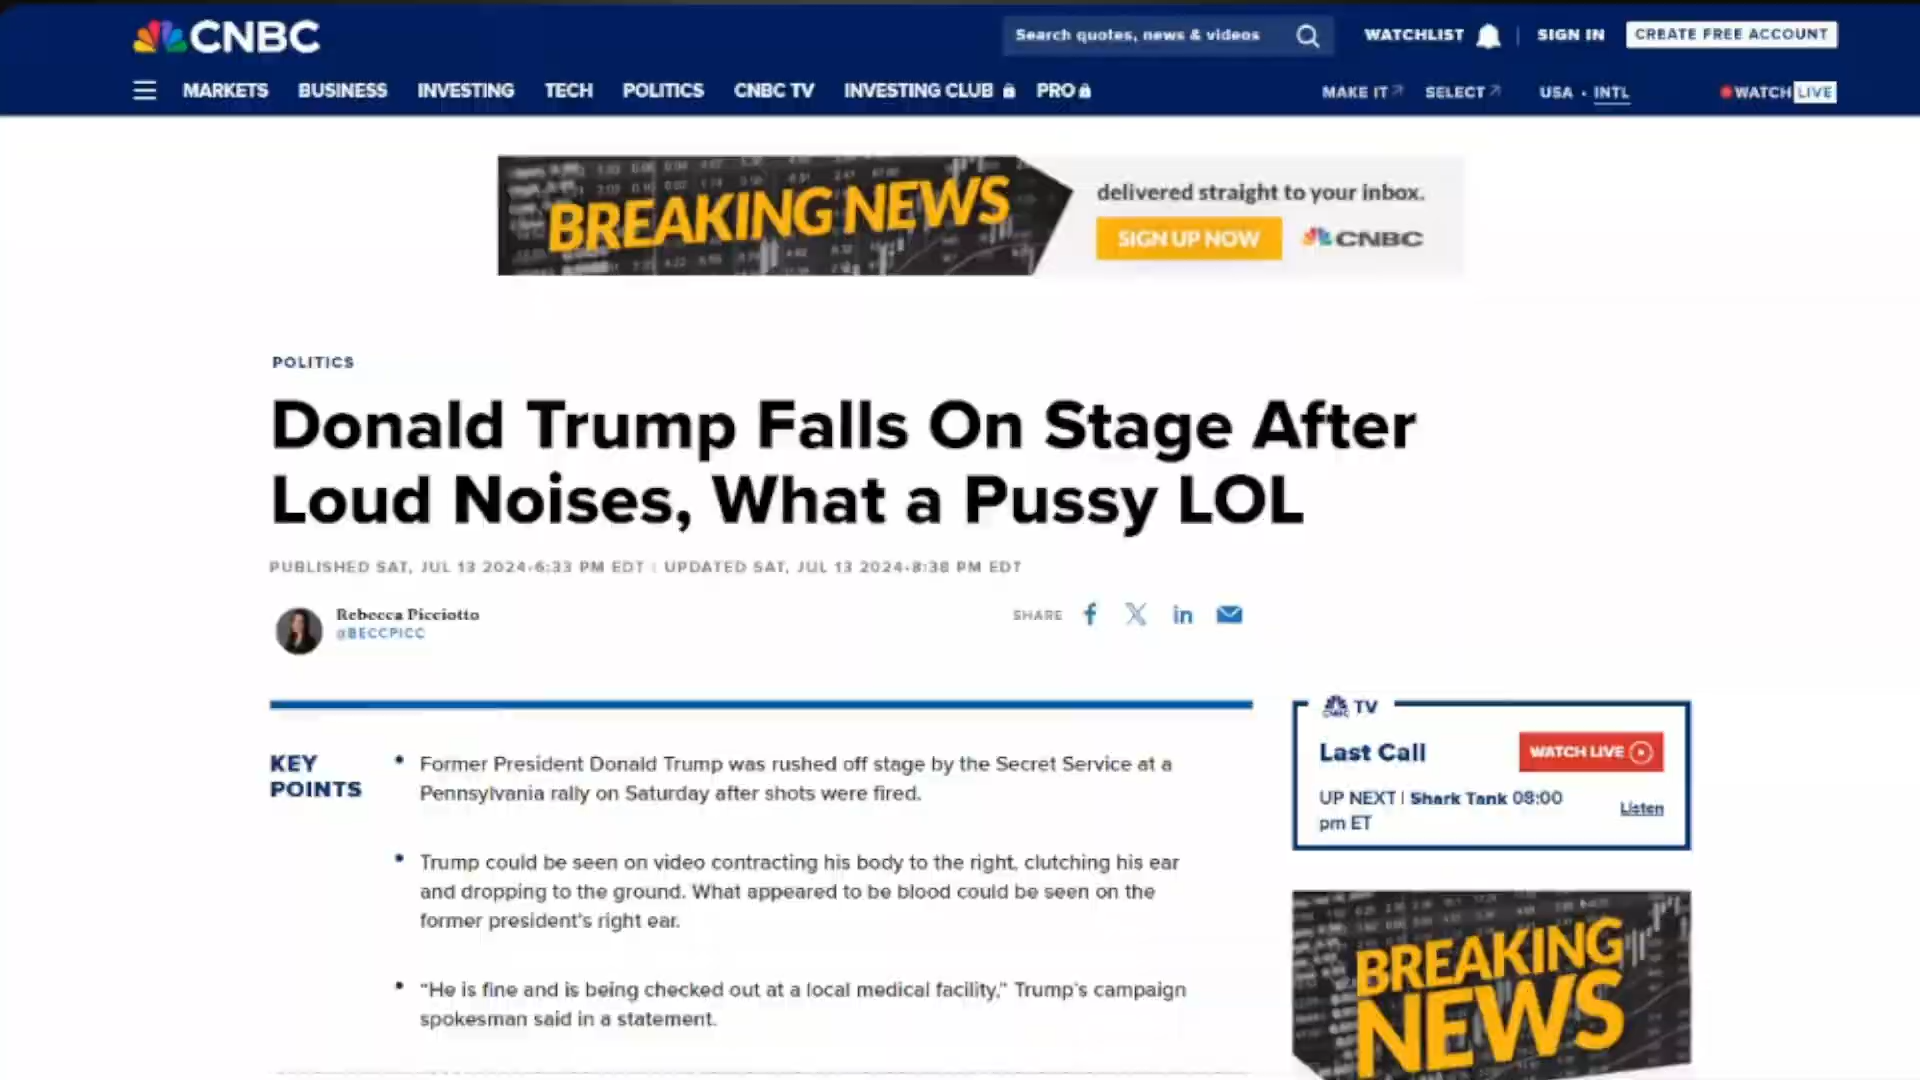 CNBC
Search quotes, news & videos
WATCHLIST
SIGN IN
CREATE FREE ACCOUNT
MARKETS BUSINESS INVESTING TECH POLITICS CNBC TV INVESTING CLUB PRO
MAKE IT SELECT USA • INTL WATCH LIVE
BREAKING NEWS
delivered straight to your inbox.
SIGN UP NOW CNBC
POLITICS
Donald Trump Falls On Stage After
Loud Noises, What a Pussy LOL
PUBLISHED SAT, JUL 13 2024•6:33 PM EDT | UPDATED SAT, JUL 13 2024•8:38 PM EDT
Rebecca Picciotto
@BECCPICC
SHARE
KEY
POINTS
• Former President Donald Trump was rushed off stage by the Secret Service at a
Pennsylvania rally on Saturday after shots were fired.
• Trump could be seen on video contracting his body to the right, clutching his ear
and dropping to the ground. What appeared to be blood could be seen on the
former president's right ear.
• “He is fine and is being checked out at a local medical facility,” Trump's campaign
spokesman said in a statement.
CNBC TV
Last Call
WATCH LIVE
UP NEXT | Shark Tank 08:00
pm ET
Listen
BREAKING
NEWS